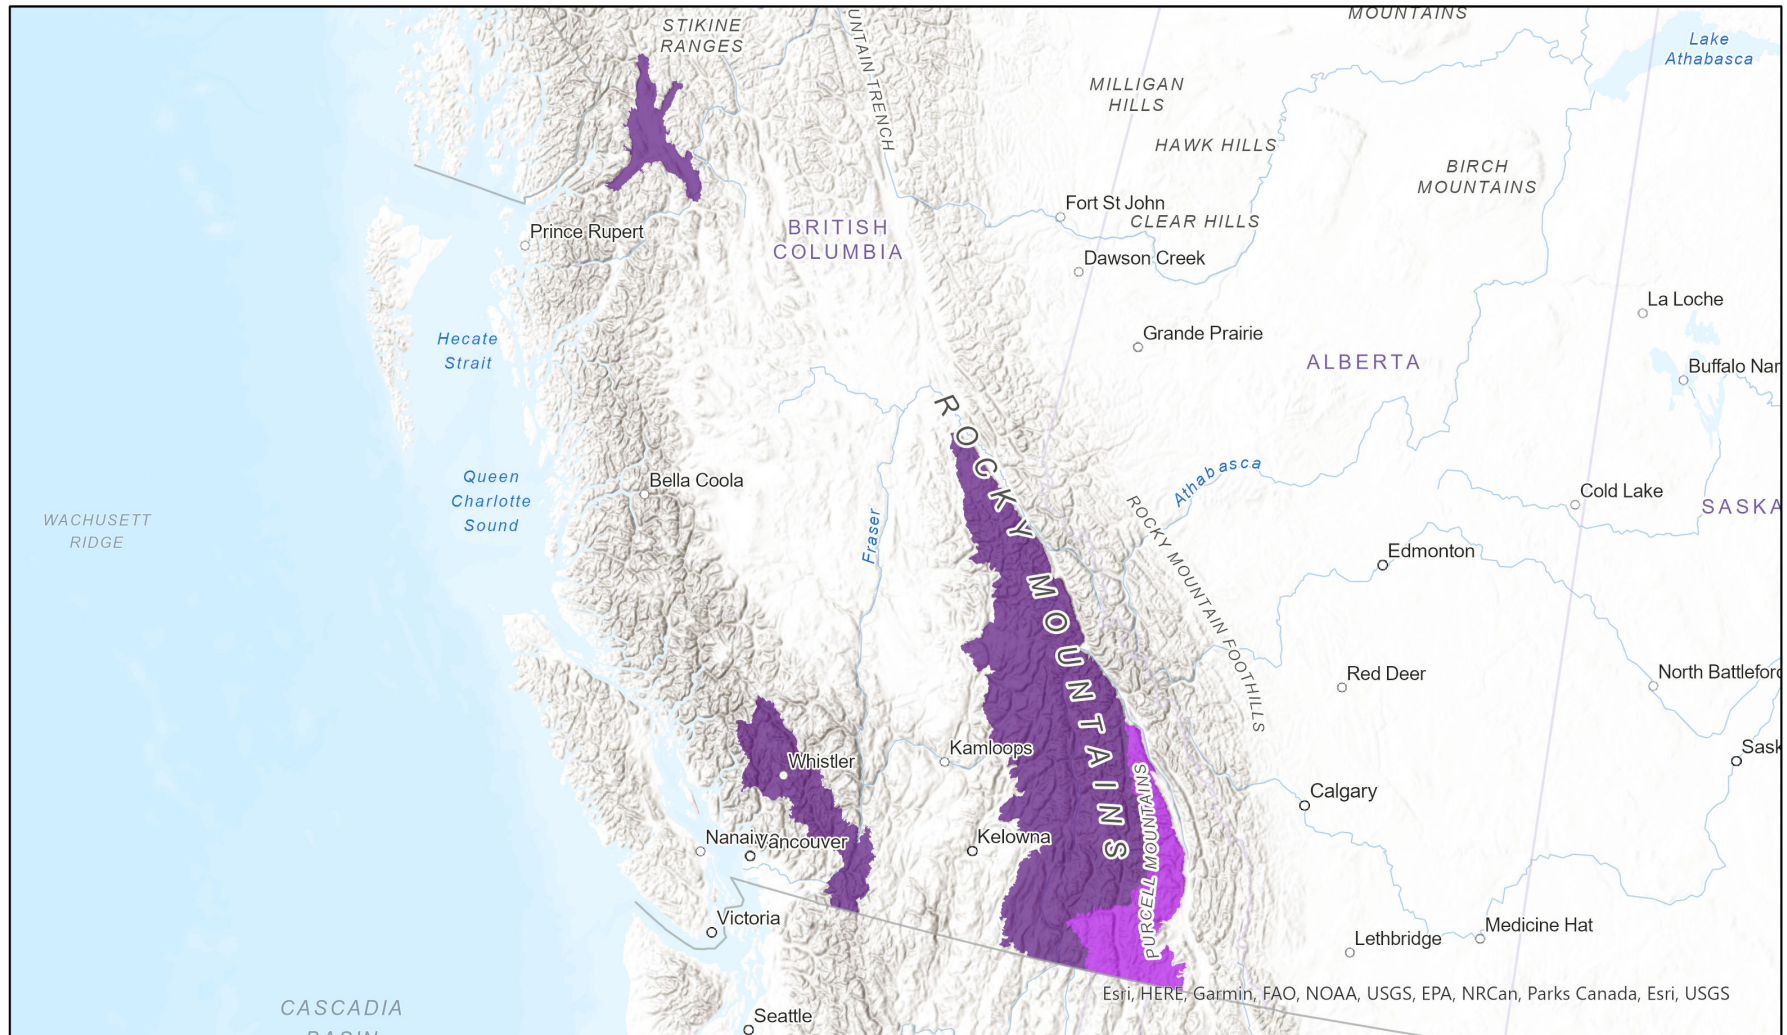 STIKINE
RANGES
UNTAIN TRENCH
MOUNTAINS
Lake
Athabasca
MILLIGAN
HILLS
HAWK HILLS
BIRCH
MOUNTAINS
Fort St John
CLEAR HILLS
Prince Rupert
BRITISH
COLUMBIA
Dawson Creek
La Loche
Hecate
Strait
Grande Prairie
ALBERTA
Buffalo Nar
ROCKY MOUNTAINS
Queen
Charlotte
Sound
Bella Coola
Athabasca
Cold Lake
SASKA
WACHUSETT
RIDGE
Fraser
ROCKY MOUNTAIN FOOTHILLS
Edmonton
Red Deer
North Battleford
Whistler
Kamloops
Sask
PURCELL MOUNTAINS
Calgary
Nanaimo
Vancouver
Kelowna
Victoria
Lethbridge
Medicine Hat
Esri, HERE, Garmin, FAO, NOAA, USGS, EPA, NRCan, Parks Canada, Esri, USGS
CASCADIA
BASIN
Seattle